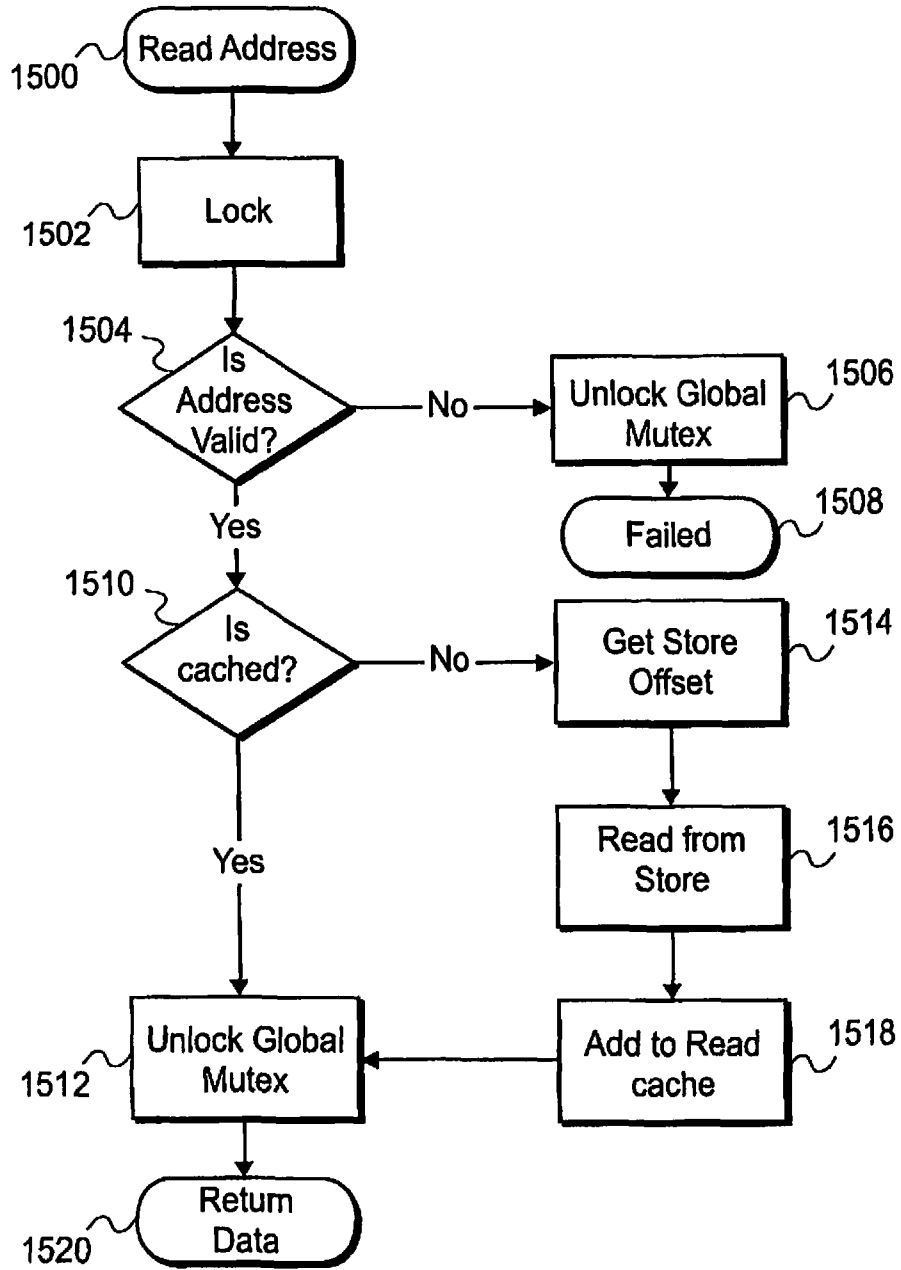 Read Address
1500
Lock
1502
1504
Is
Address
Valid?
No
Unlock Global
Mutex
1506
Yes
Failed
1508
1510
Is
cached?
No
Get Store
Offset
1514
Read from
Store
1516
Yes
Unlock Global
Mutex
1512
Add to Read
cache
1518
Return
Data
1520